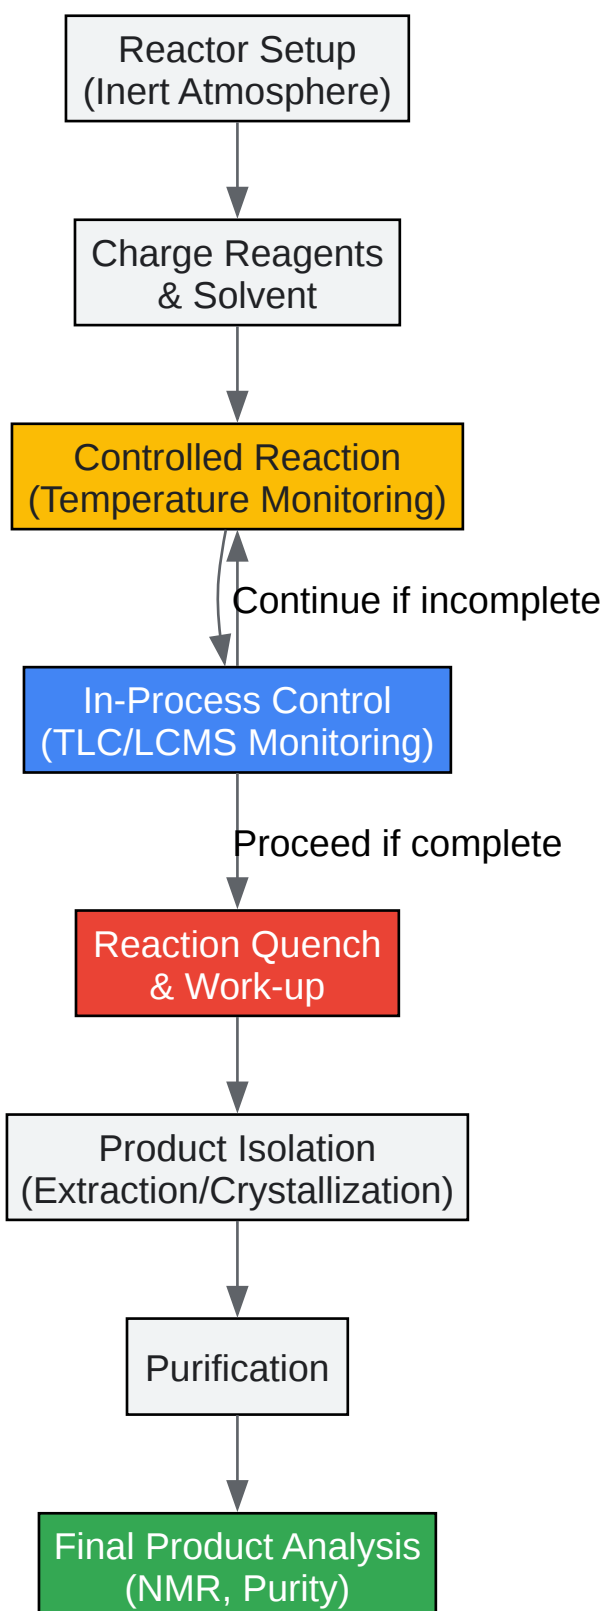 Reactor Setup
(Inert Atmosphere)
Charge Reagents
& Solvent
Controlled Reaction
(Temperature Monitoring)
Continue if incomplete
In-Process Control
(TLC/LCMS Monitoring)
Proceed if complete
Reaction Quench
& Work-up
Product Isolation
(Extraction/Crystallization)
Purification
Final Product Analysis
(NMR, Purity)